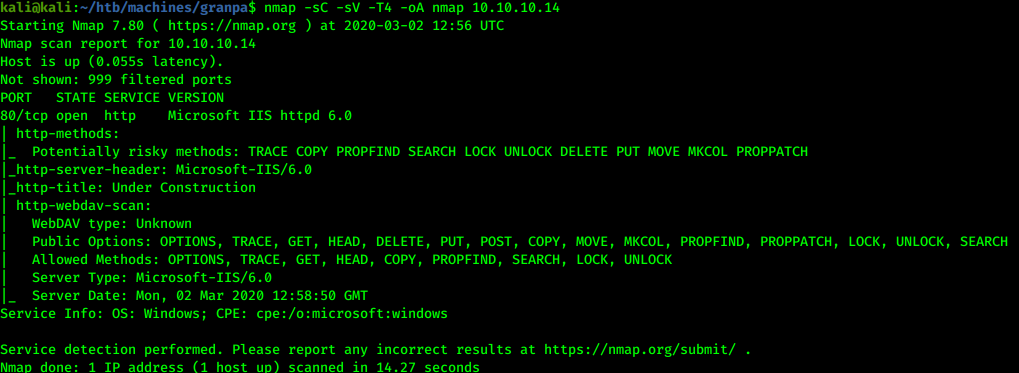 kali@kali:~/htb/machines/granpa$ nmap -sC -sV -T4 -oA nmap 10.10.10.14
Starting Nmap 7.80 ( https://nmap.org ) at 2020-03-02 12:56 UTC
Nmap scan report for 10.10.10.14
Host is up (0.055s latency).
Not shown: 999 filtered ports
PORT   STATE SERVICE VERSION
80/tcp open  http    Microsoft IIS httpd 6.0
| http-methods:
|_  Potentially risky methods: TRACE COPY PROPFIND SEARCH LOCK UNLOCK DELETE PUT MOVE MKCOL PROPPATCH
|_http-server-header: Microsoft-IIS/6.0
|_http-title: Under Construction
| http-webdav-scan:
|   WebDAV type: Unknown
|   Public Options: OPTIONS, TRACE, GET, HEAD, DELETE, PUT, POST, COPY, MOVE, MKCOL, PROPFIND, PROPPATCH, LOCK, UNLOCK, SEARCH
|   Allowed Methods: OPTIONS, TRACE, GET, HEAD, COPY, PROPFIND, SEARCH, LOCK, UNLOCK
|   Server Type: Microsoft-IIS/6.0
|_  Server Date: Mon, 02 Mar 2020 12:58:50 GMT
Service Info: OS: Windows; CPE: cpe:/o:microsoft:windows

Service detection performed. Please report any incorrect results at https://nmap.org/submit/ .
Nmap done: 1 IP address (1 host up) scanned in 14.27 seconds